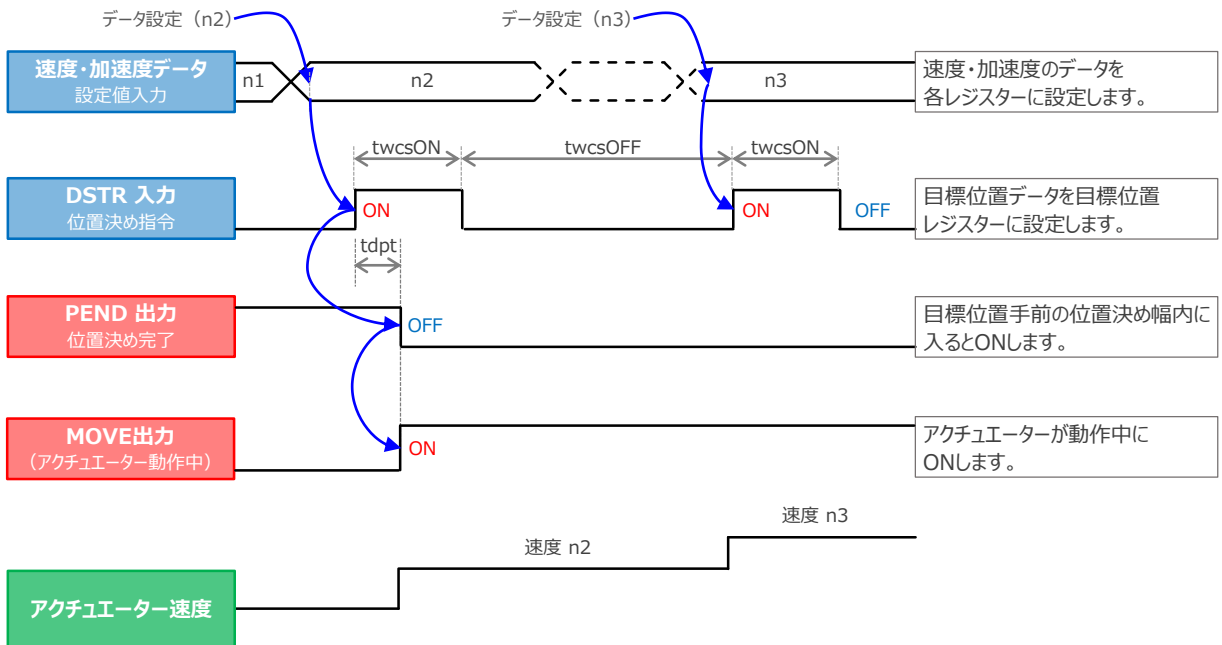 データ設定（n2）
データ設定（n3）
速度・加速度データ
設定値入力
n1
n2
n3
速度・加速度のデータを
各レジスターに設定します。
twcsON
twcsOFF
twcsON
DSTR 入力
位置決め指令
ON
ON
OFF
目標位置データを目標位置
レジスターに設定します。
tdpt
PEND 出力
位置決め完了
OFF
目標位置手前の位置決め幅内に
入るとONします。
MOVE出力
（アクチュエーター動作中）
ON
アクチュエーターが動作中に
ONします。
速度 n3
速度 n2
アクチュエーター速度